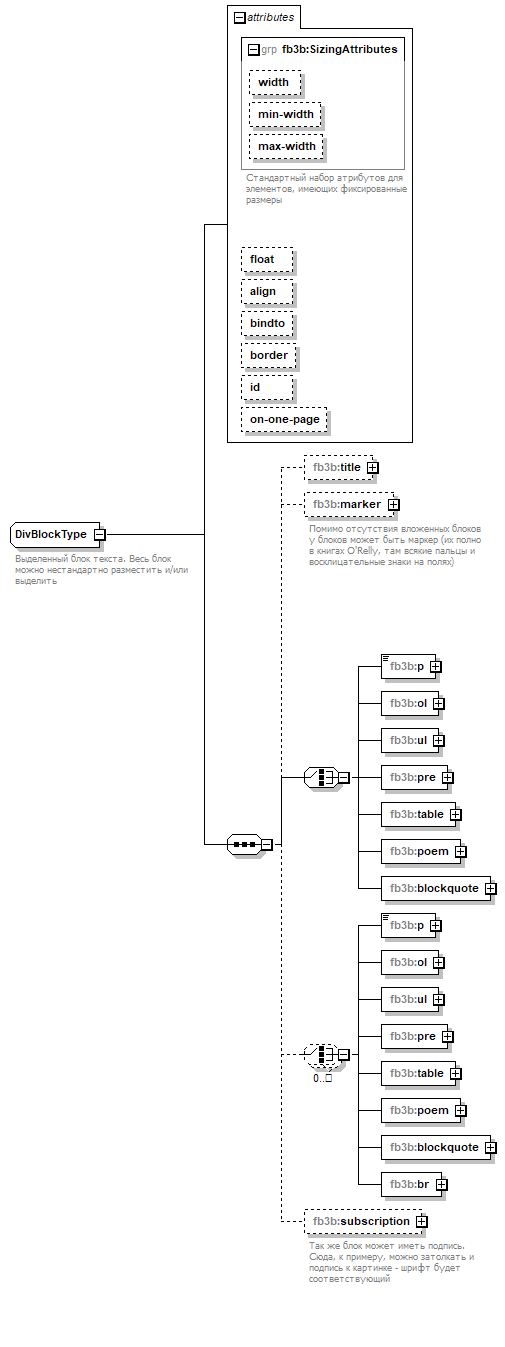 attributes
grp fb3b:SizingAttributes
width
min-width
max-width
Стандартный набор атрибутов для
элементов, имеющих фиксированные
размеры
float
align
bindto
border
id
on-one-page
fb3b:title
fb3b:marker
Помимо отсутствия вложенных блоков
у блоков может быть маркер (их полно
в книгах O'Relly, там всякие пальцы и
восклицательные знаки на полях)
DivBlockType
Выделенный блок текста. Весь блок
можно нестандартно разместить и/или
выделить
fb3b:p
fb3b:ol
fb3b:ul
fb3b:pre
fb3b:table
fb3b:poem
fb3b:blockquote
fb3b:p
fb3b:ol
fb3b:ul
fb3b:pre
fb3b:table
fb3b:poem
fb3b:blockquote
fb3b:br
0..
fb3b:subscription
Так же блок может иметь подпись.
Сюда, к примеру, можно затолкать и
подпись к картинке - шрифт будет
соответствующий